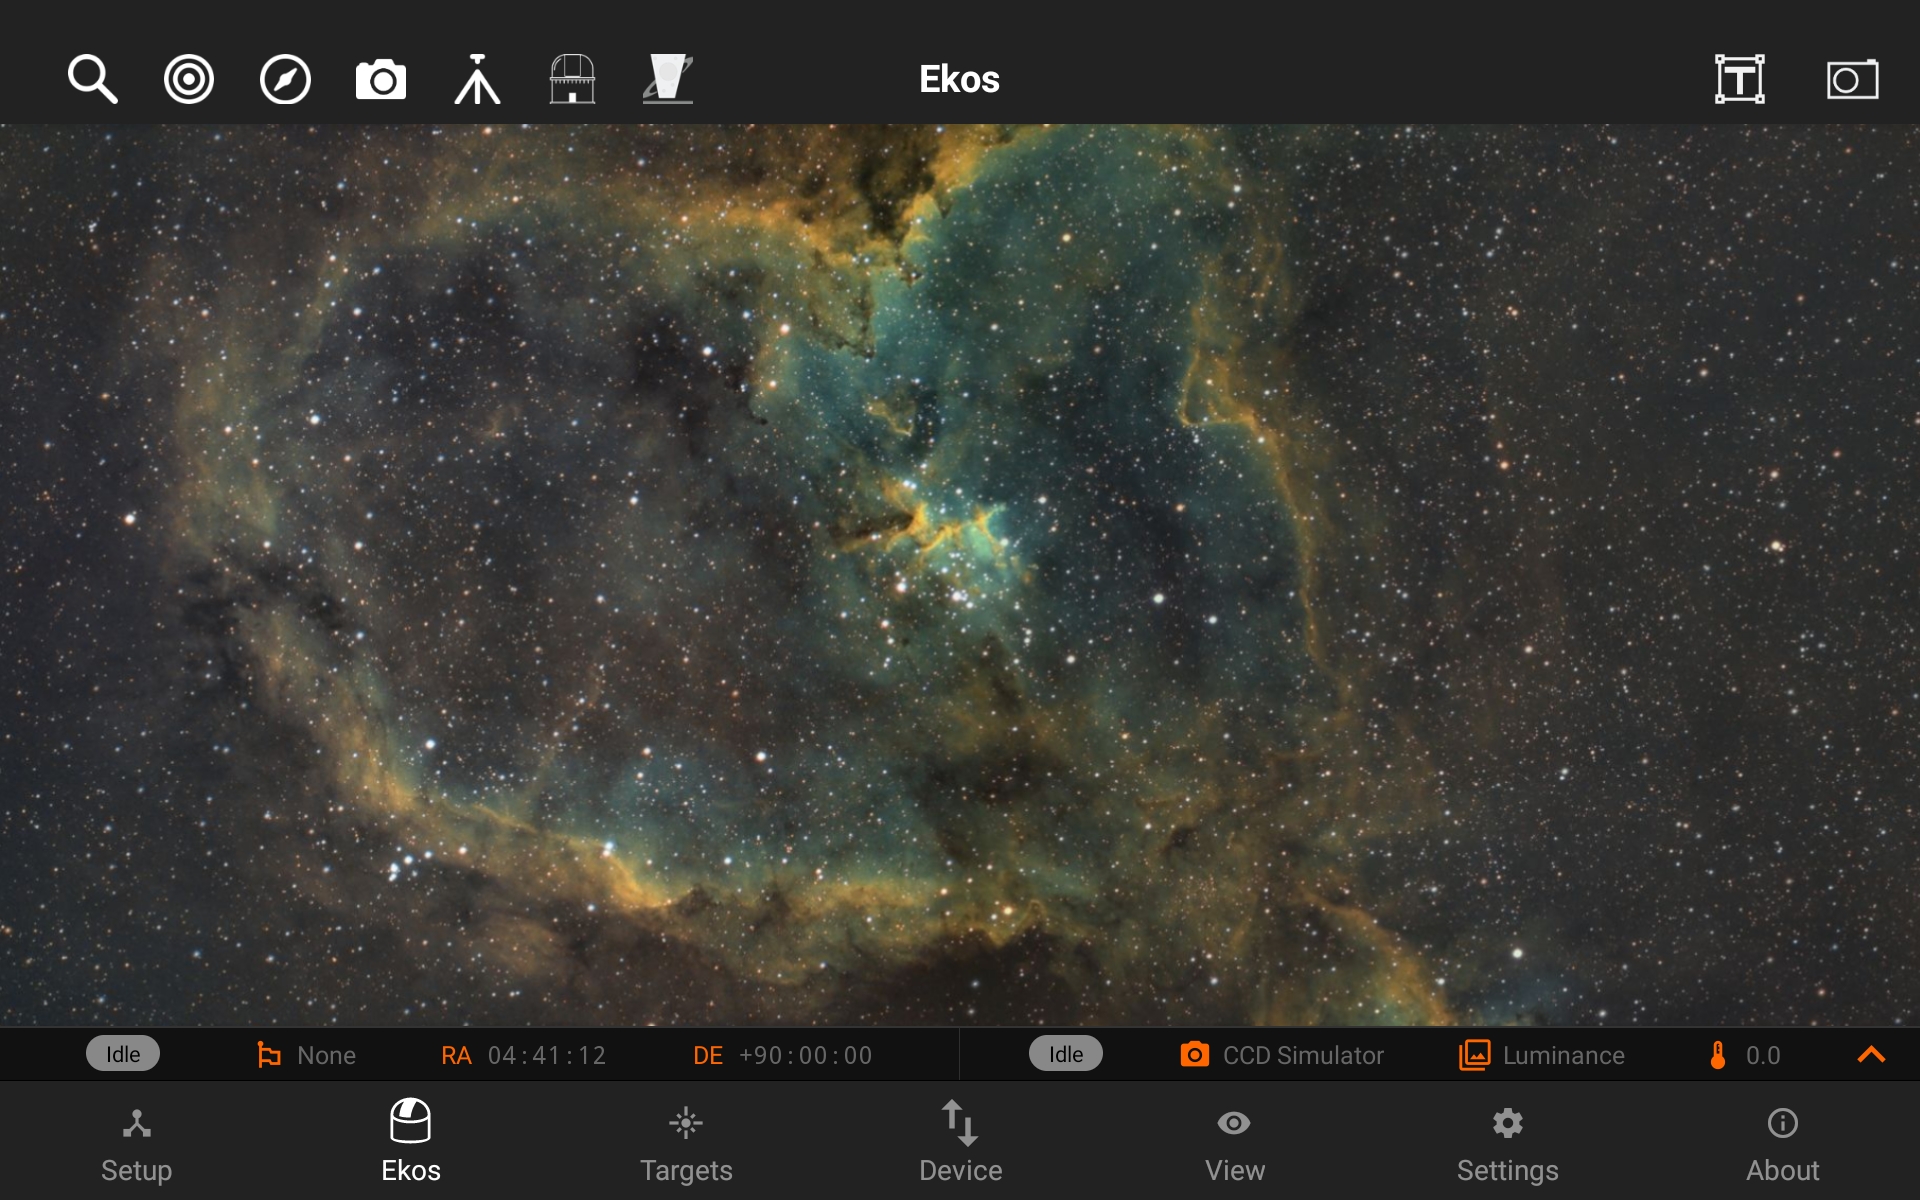 Ekos
Idle None RA 04:41:12 DE +90:00:00 Idle CCD Simulator Luminance 0.0
Setup Ekos Targets Device View Settings About